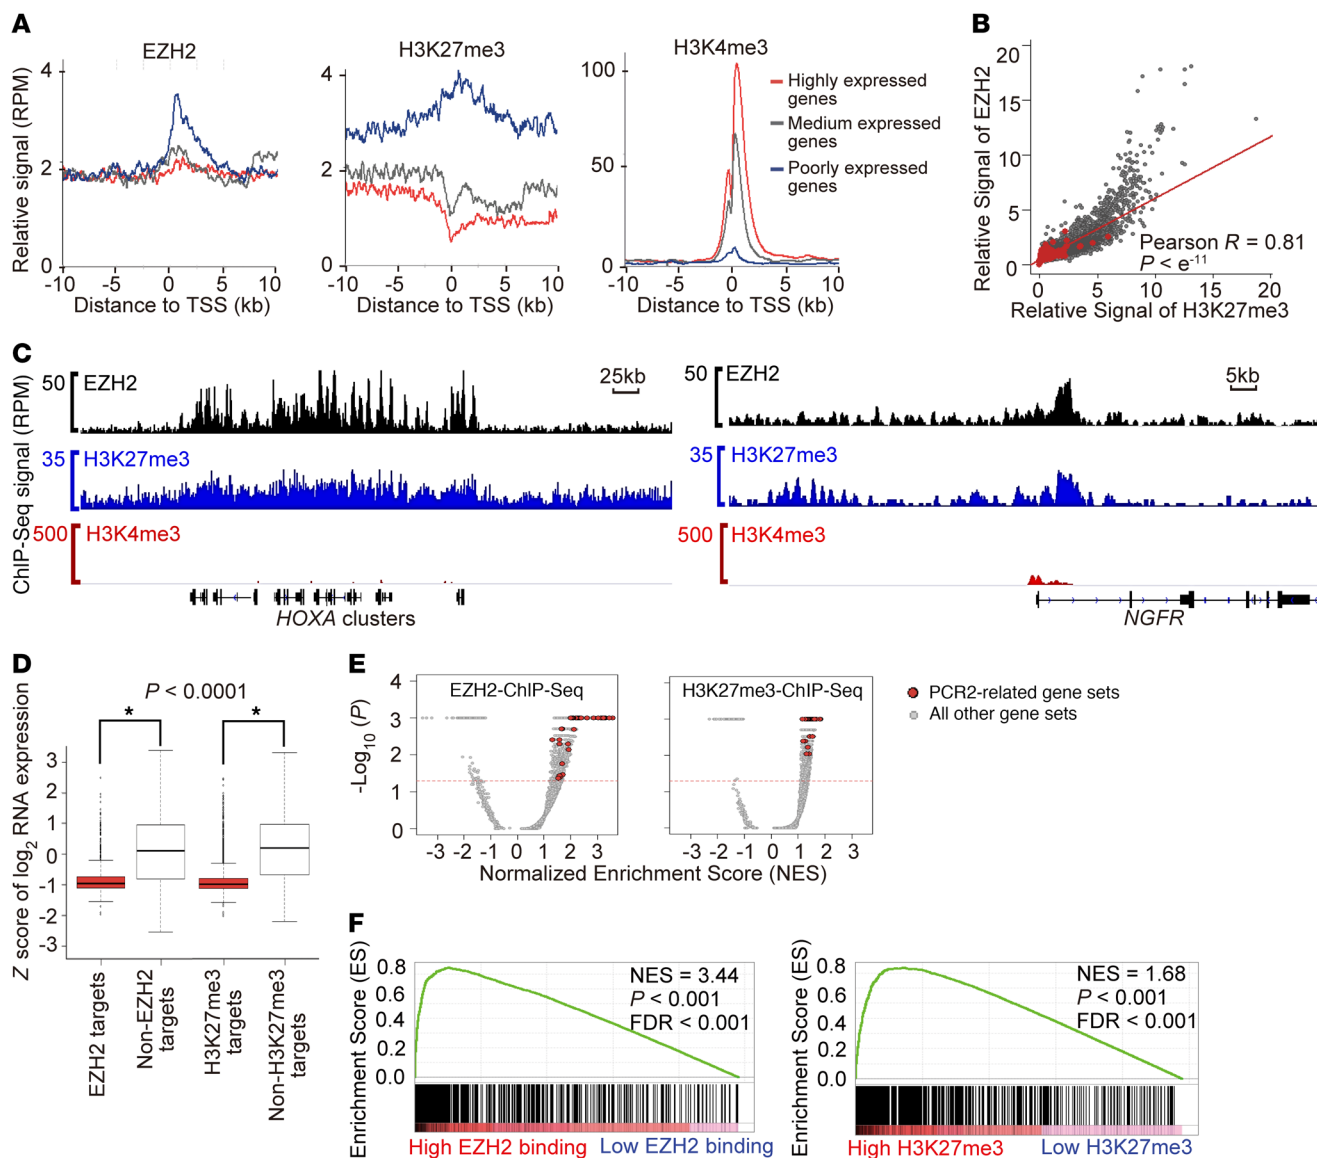 A
EZH2
H3K27me3
H3K4me3
Relative signal (RPM)
4
2
0
-10
-5
0
5
10
Distance to TSS (kb)
4
2
0
-10
-5
0
5
10
Distance to TSS (kb)
100
50
0
-10
-5
0
5
10
Distance to TSS (kb)
Highly expressed
genes
Medium expressed
genes
Poorly expressed
genes
B
Relative Signal of EZH2
20
15
10
5
0
Pearson R = 0.81
P < e-11
0
5
10
15
20
Relative Signal of H3K27me3
C
ChIP-Seq signal (RPM)
50
EZH2
25kb
35
H3K27me3
500
H3K4me3
HOXA clusters
50
EZH2
5kb
35
H3K27me3
500
H3K4me3
NGFR
D
P < 0.0001
*
*
Z score of log2 RNA expression
3
2
1
0
-1
-2
-3
EZH2 targets
Non-EZH2
targets
H3K27me3
targets
Non-H3K27me3
targets
E
-Log10 (P)
4
3
2
1
0
EZH2-ChIP-Seq
H3K27me3-ChIP-Seq
-3 -2 -1 0 1 2 3
-3 -2 -1 0 1 2 3
Normalized Enrichment Score (NES)
PCR2-related gene sets
All other gene sets
F
Enrichment Score (ES)
0.8
0.6
0.4
0.2
0.0
NES = 3.44
P < 0.001
FDR < 0.001
High EZH2 binding
Low EZH2 binding
Enrichment Score (ES)
0.8
0.6
0.4
0.2
0.0
NES = 1.68
P < 0.001
FDR < 0.001
High H3K27me3
Low H3K27me3